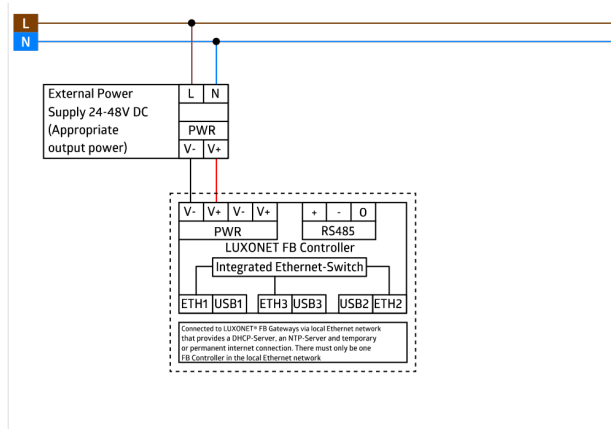 L
N
External Power
Supply 24-48V DC
(Appropriate
output power)
L N
PWR
V- V+
V- V+ V- V+
PWR
+ - 0
RS485
LUXONET FB Controller
Integrated Ethernet-Switch
ETH1 USB1 ETH3 USB3 USB2 ETH2
Connected to LUXONET® FB Gateways via local Ethernet network
that provides a DHCP-Server, an NTP-Server and temporary
or permanent internet connection. There must only be one
FB Controller in the local Ethernet network